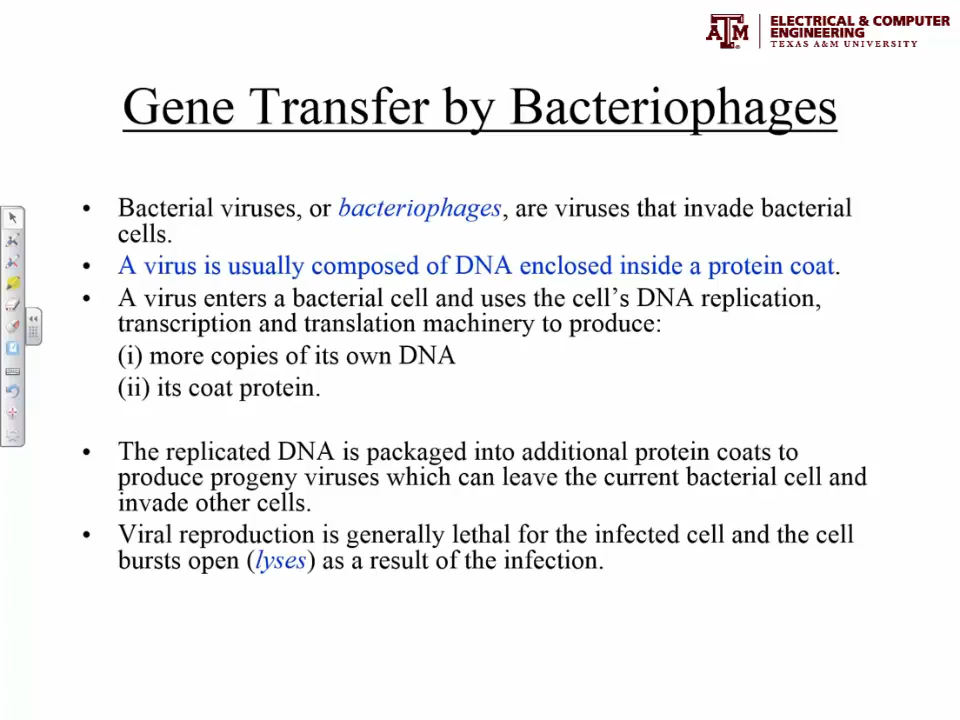 ELECTRICAL & COMPUTER
ENGINEERING
TEXAS A&M UNIVERSITY
Gene Transfer by Bacteriophages
• Bacterial viruses, or bacteriophages, are viruses that invade bacterial
cells.
• A virus is usually composed of DNA enclosed inside a protein coat.
• A virus enters a bacterial cell and uses the cell’s DNA replication,
transcription and translation machinery to produce:
(i) more copies of its own DNA
(ii) its coat protein.
• The replicated DNA is packaged into additional protein coats to
produce progeny viruses which can leave the current bacterial cell and
invade other cells.
• Viral reproduction is generally lethal for the infected cell and the cell
bursts open (lyses) as a result of the infection.